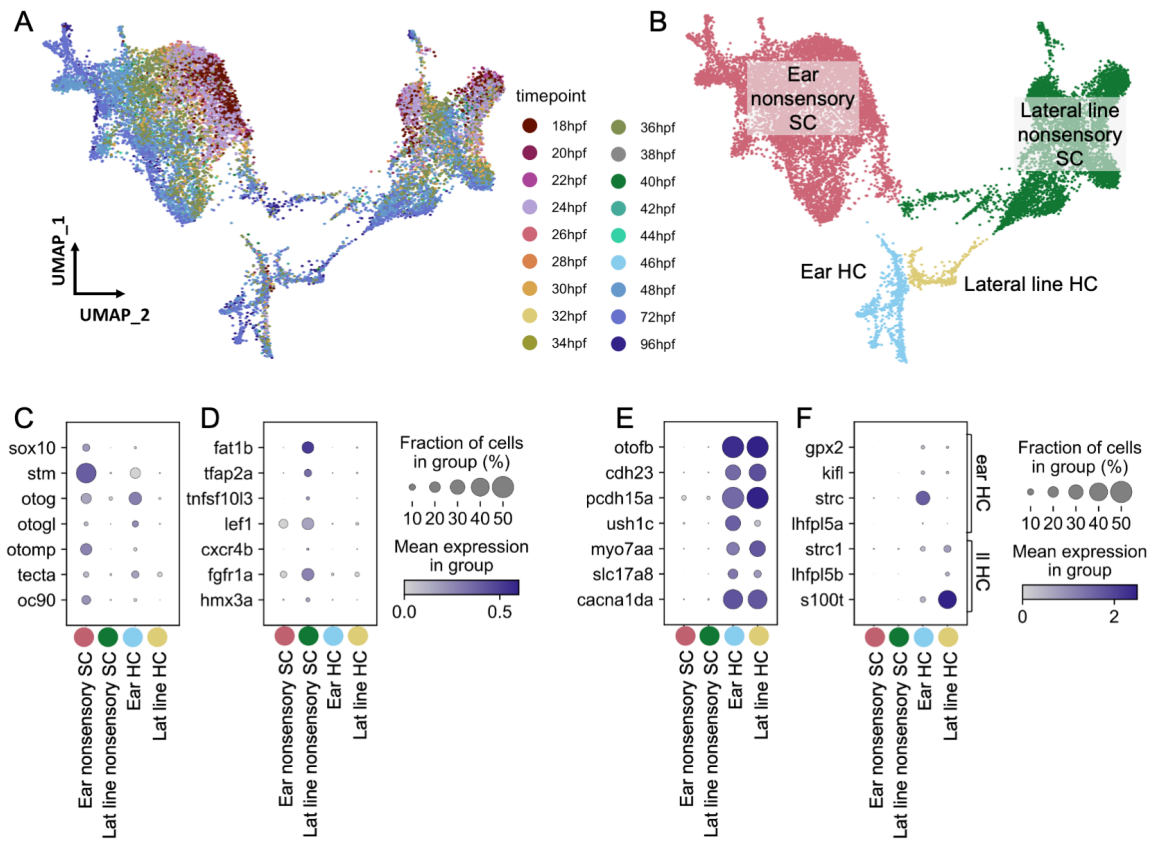 A
B
timepoint
18hpf
20hpf
22hpf
24hpf
26hpf
28hpf
30hpf
32hpf
34hpf
36hpf
38hpf
40hpf
42hpf
44hpf
46hpf
48hpf
72hpf
96hpf
UMAP_1
UMAP_2
Ear
nonsensory
SC
Lateral line
nonsensory
SC
Ear HC
Lateral line HC
C
sox10
stm
otog
otogl
otomp
tecta
oc90
Ear nonsensory SC
Lat line nonsensory SC
Ear HC
Lat line HC
D
fat1b
tfap2a
tnfsf10l3
lef1
cxcr4b
fgfr1a
hmx3a
Ear nonsensory SC
Lat line nonsensory SC
Ear HC
Lat line HC
Fraction of cells
in group (%)
10 20 30 40 50
Mean expression
in group
0.0 0.5
E
otofb
cdh23
pcdh15a
ush1c
myo7aa
slc17a8
cacna1da
Ear nonsensory SC
Lat line nonsensory SC
Ear HC
Lat line HC
F
gpx2
kifl
strc
lhfpl5a
strc1
lhfpl5b
s100t
ear HC
ll HC
Ear nonsensory SC
Lat line nonsensory SC
Ear HC
Lat line HC
Fraction of cells
in group (%)
10 20 30 40 50
Mean expression
in group
0 2